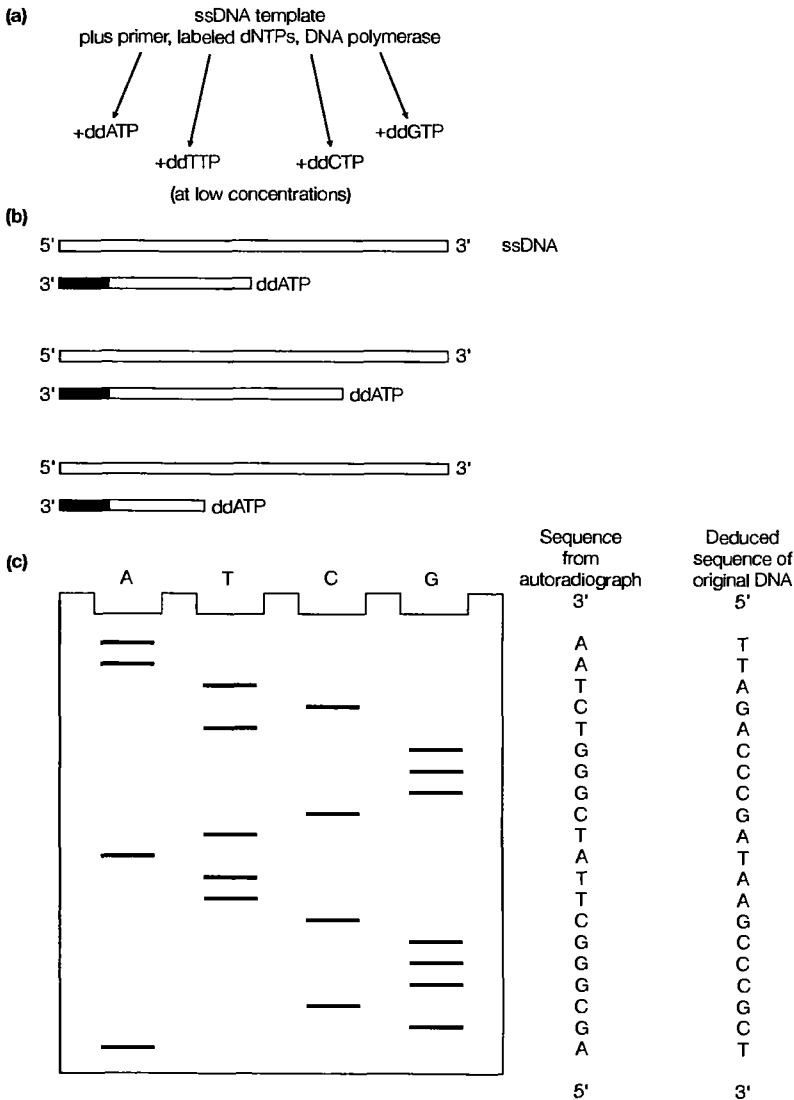 (a)
ssDNA template
plus primer, labeled dNTPs, DNA polymerase
+ddATP
+ddTTP
+ddCTP
+ddGTP
(at low concentrations)
(b)
5' 3' ssDNA
3' ddATP
5' 3'
3' ddATP
5' 3'
3' ddATP
(c)
A T C G
Sequence
from
autoradiograph
3'
Deduced
sequence of
original DNA
5'
A T
A T
T A
C G
T A
G C
G C
G C
C G
T A
A T
T A
T A
C G
G C
G C
G C
C G
G C
A T
5' 3'